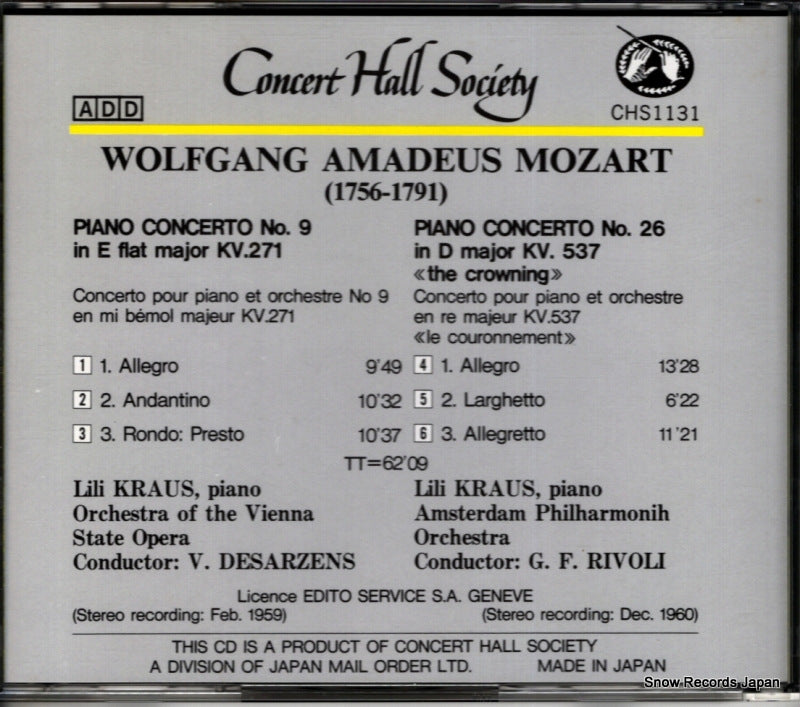 Concert Hall Society
ADD
CHS1131
WOLFGANG AMADEUS MOZART
(1756-1791)
PIANO CONCERTO No. 9
in E flat major KV.271
Concerto pour piano et orchestre No 9
en mi bémol majeur KV.271
1 1. Allegro 9'49
2 2. Andantino 10'32
3 3. Rondo: Presto 10'37
PIANO CONCERTO No. 26
in D major KV. 537
«the crowning»
Concerto pour piano et orchestre
en re majeur KV.537
«le couronnement»
4 1. Allegro 13'28
5 2. Larghetto 6'22
6 3. Allegretto 11'21
TT=62'09
Lili KRAUS, piano
Orchestra of the Vienna
State Opera
Conductor: V. DESARZENS
Lili KRAUS, piano
Amsterdam Philharmonih
Orchestra
Conductor: G. F. RIVOLI
Licence EDITO SERVICE S.A. GENEVE
(Stereo recording: Feb. 1959) (Stereo recording: Dec. 1960)
THIS CD IS A PRODUCT OF CONCERT HALL SOCIETY
A DIVISION OF JAPAN MAIL ORDER LTD. MADE IN JAPAN
Snow Records Japan